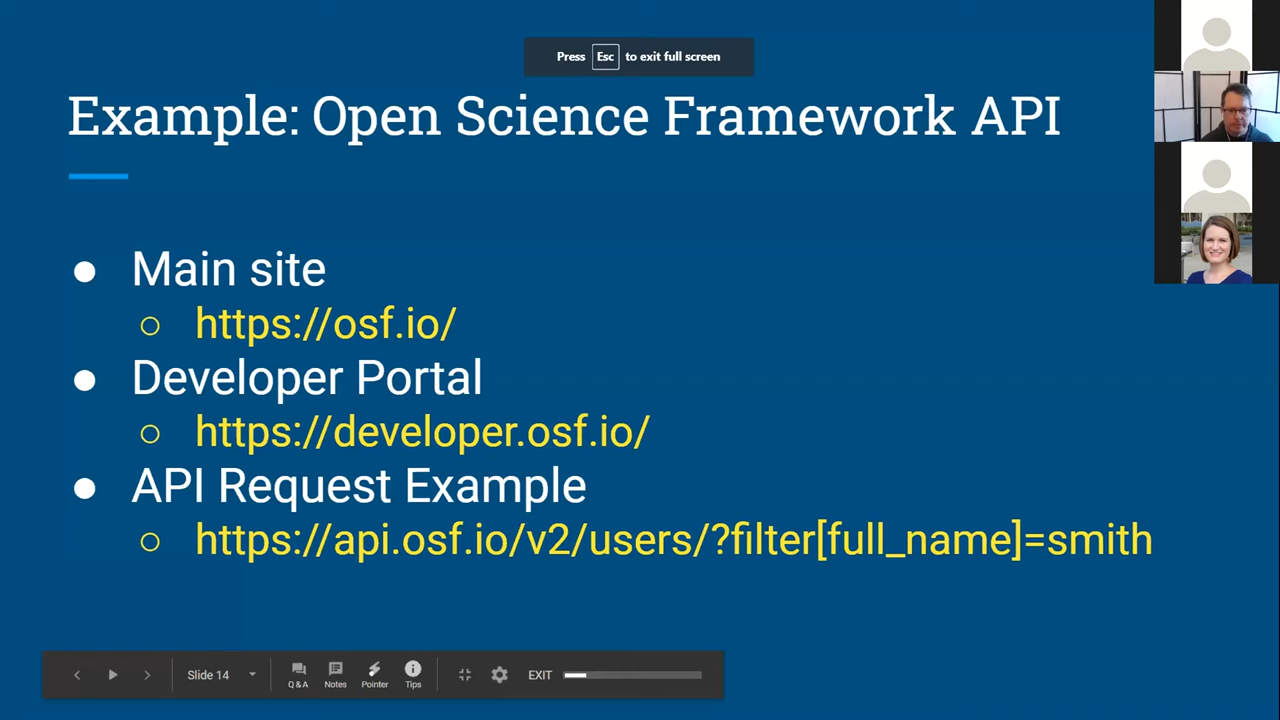 Press Esc to exit full screen
Example: Open Science Framework API
● Main site
○ https://osf.io/
● Developer Portal
○ https://developer.osf.io/
● API Request Example
○ https://api.osf.io/v2/users/?filter[full_name]=smith
Slide 14
Q & A
Notes
Pointer
Tips
EXIT